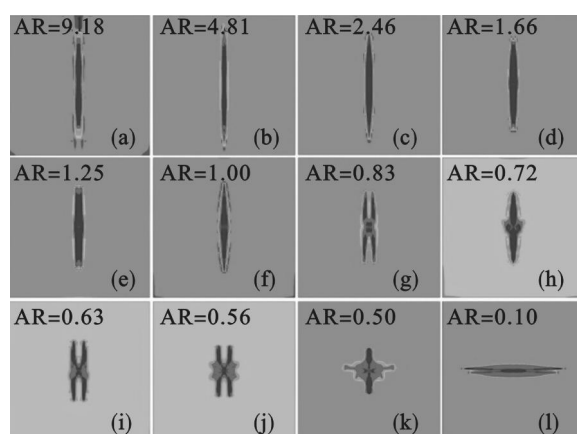 AR=9.18 AR=4.81 AR=2.46 AR=1.66
(a) (b) (c) (d)
AR=1.25 AR=1.00 AR=0.83 AR=0.72
(e) (f) (g) (h)
AR=0.63 AR=0.56 AR=0.50 AR=0.10
(i) (j) (k) (l)